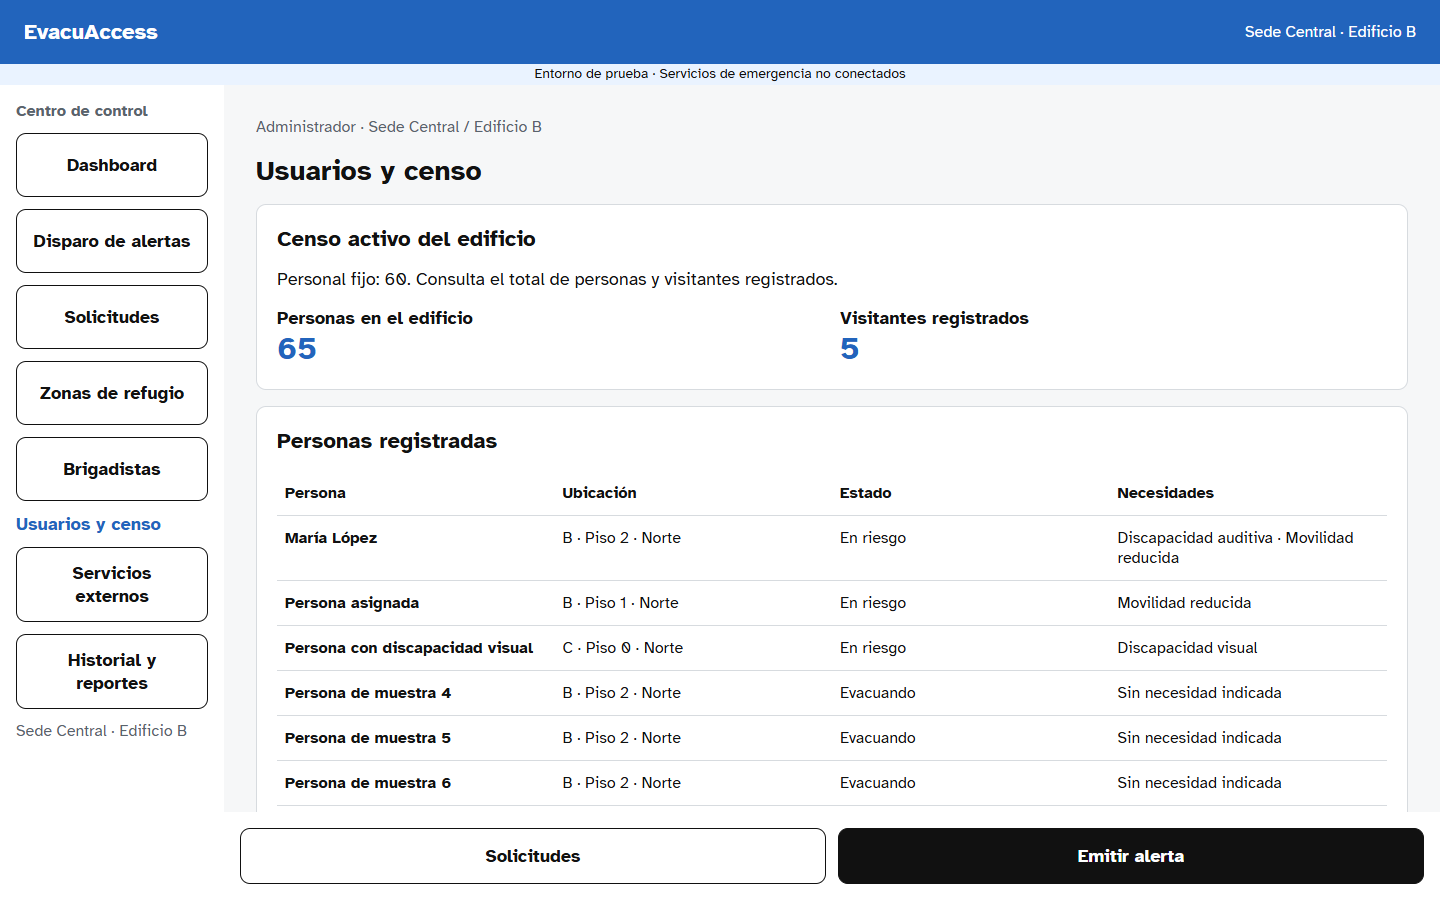 EvacuAccess
Sede Central · Edificio B
Entorno de prueba · Servicios de emergencia no conectados
Centro de control
Dashboard
Disparo de alertas
Solicitudes
Zonas de refugio
Brigadistas
Usuarios y censo
Servicios
externos
Historial y
reportes
Sede Central · Edificio B
Administrador · Sede Central / Edificio B
Usuarios y censo
Censo activo del edificio
Personal fijo: 60. Consulta el total de personas y visitantes registrados.
Personas en el edificio
65
Visitantes registrados
5
Personas registradas
Persona Ubicación Estado Necesidades
María López B · Piso 2 · Norte En riesgo Discapacidad auditiva · Movilidad
reducida
Persona asignada B · Piso 1 · Norte En riesgo Movilidad reducida
Persona con discapacidad visual C · Piso 0 · Norte En riesgo Discapacidad visual
Persona de muestra 4 B · Piso 2 · Norte Evacuando Sin necesidad indicada
Persona de muestra 5 B · Piso 2 · Norte Evacuando Sin necesidad indicada
Persona de muestra 6 B · Piso 2 · Norte Evacuando Sin necesidad indicada
Solicitudes
Emitir alerta